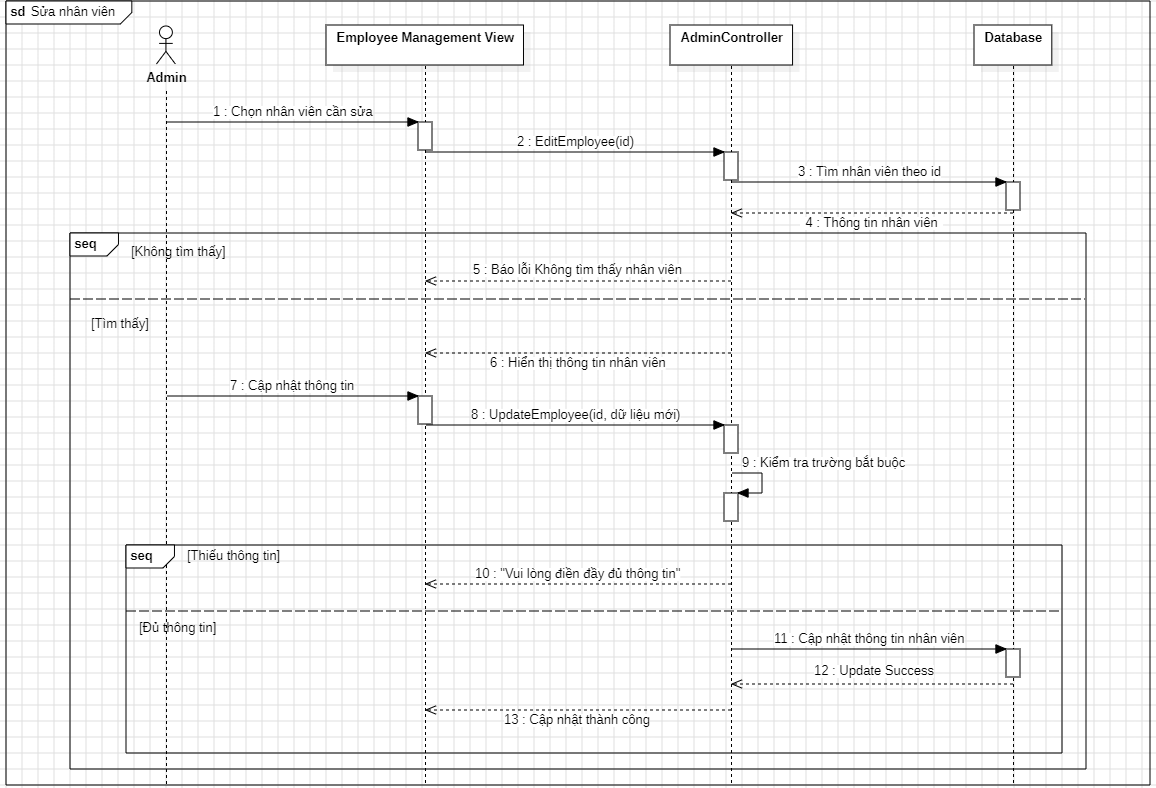 sd Sửa nhân viên
Admin
Employee Management View
AdminController
Database
1 : Chọn nhân viên cần sửa
2 : EditEmployee(id)
3 : Tìm nhân viên theo id
4 : Thông tin nhân viên
seq
[Không tìm thấy]
5 : Báo lỗi Không tìm thấy nhân viên
[Tìm thấy]
6 : Hiển thị thông tin nhân viên
7 : Cập nhật thông tin
8 : UpdateEmployee(id, dữ liệu mới)
9 : Kiểm tra trường bắt buộc
seq
[Thiếu thông tin]
10 : "Vui lòng điền đầy đủ thông tin"
[Đủ thông tin]
11 : Cập nhật thông tin nhân viên
12 : Update Success
13 : Cập nhật thành công